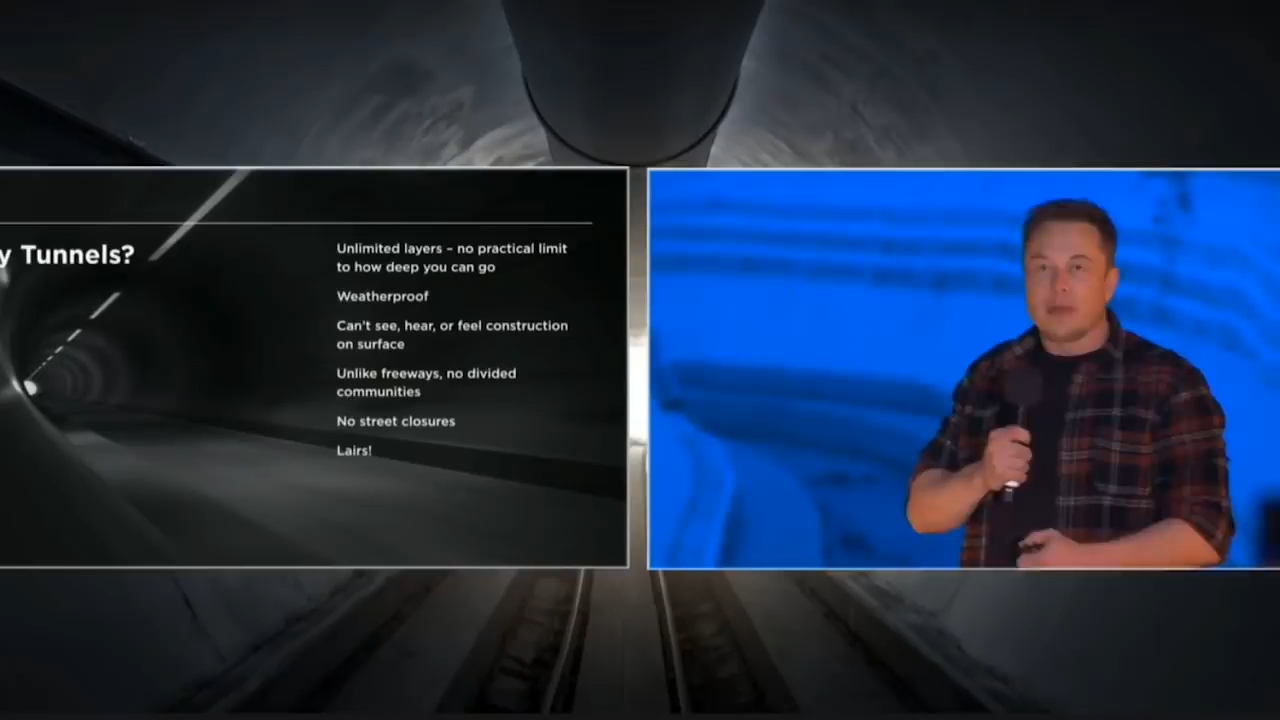 y Tunnels?
Unlimited layers – no practical limit
to how deep you can go
Weatherproof
Can't see, hear, or feel construction
on surface
Unlike freeways, no divided
communities
No street closures
Lairs!